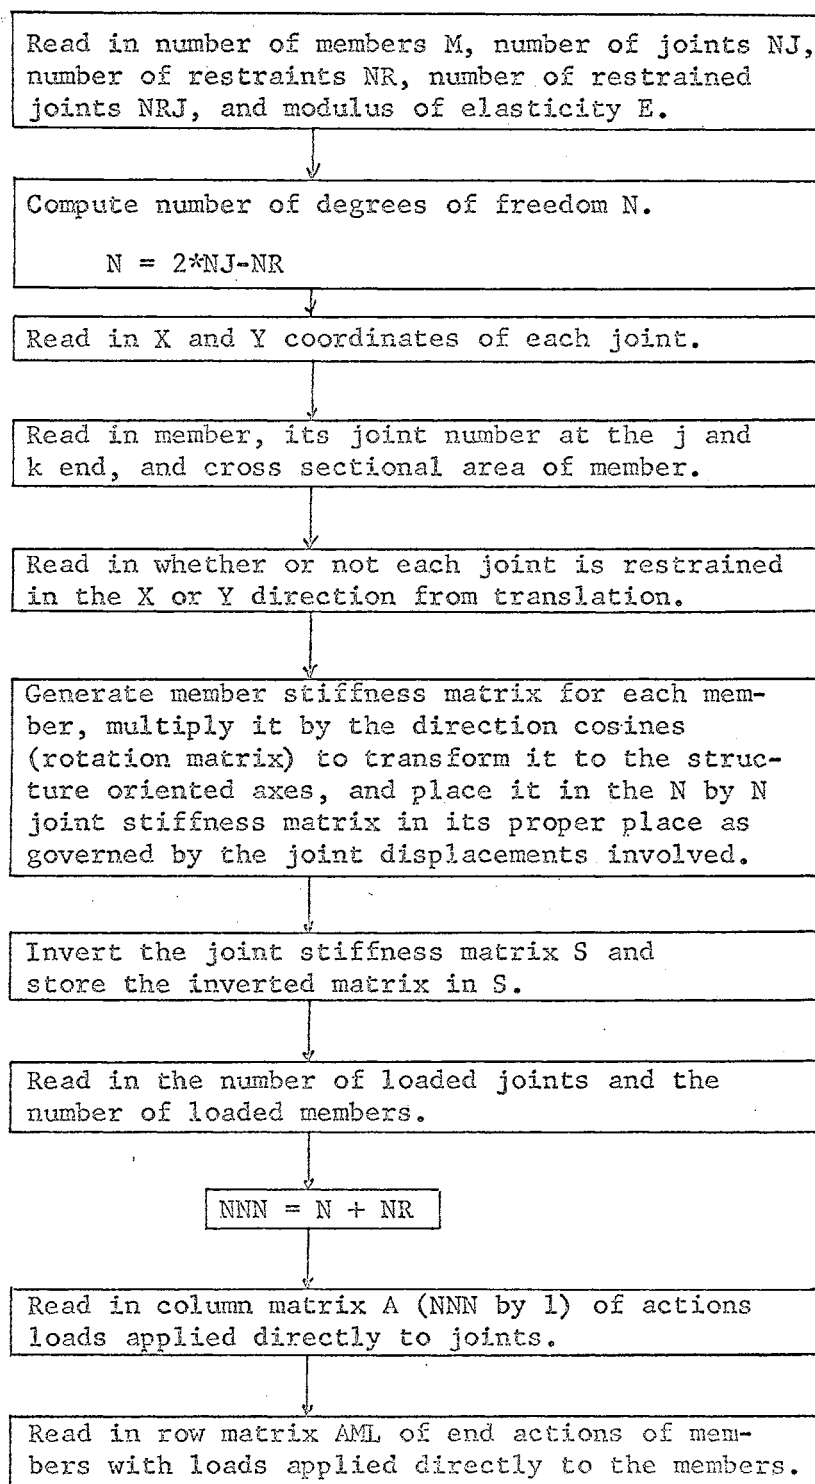 Read in number of members M, number of joints NJ,
number of restraints NR, number of restrained
joints NRJ, and modulus of elasticity E.
Compute number of degrees of freedom N.
N = 2*NJ-NR
Read in X and Y coordinates of each joint.
Read in member, its joint number at the j and
k end, and cross sectional area of member.
Read in whether or not each joint is restrained
in the X or Y direction from translation.
Generate member stiffness matrix for each mem-
ber, multiply it by the direction cosines
(rotation matrix) to transform it to the struc-
ture oriented axes, and place it in the N by N
joint stiffness matrix in its proper place as
governed by the joint displacements involved.
Invert the joint stiffness matrix S and
store the inverted matrix in S.
Read in the number of loaded joints and the
number of loaded members.
NNN = N + NR
Read in column matrix A (NNN by 1) of actions
loads applied directly to joints.
Read in row matrix AML of end actions of mem-
bers with loads applied directly to the members.